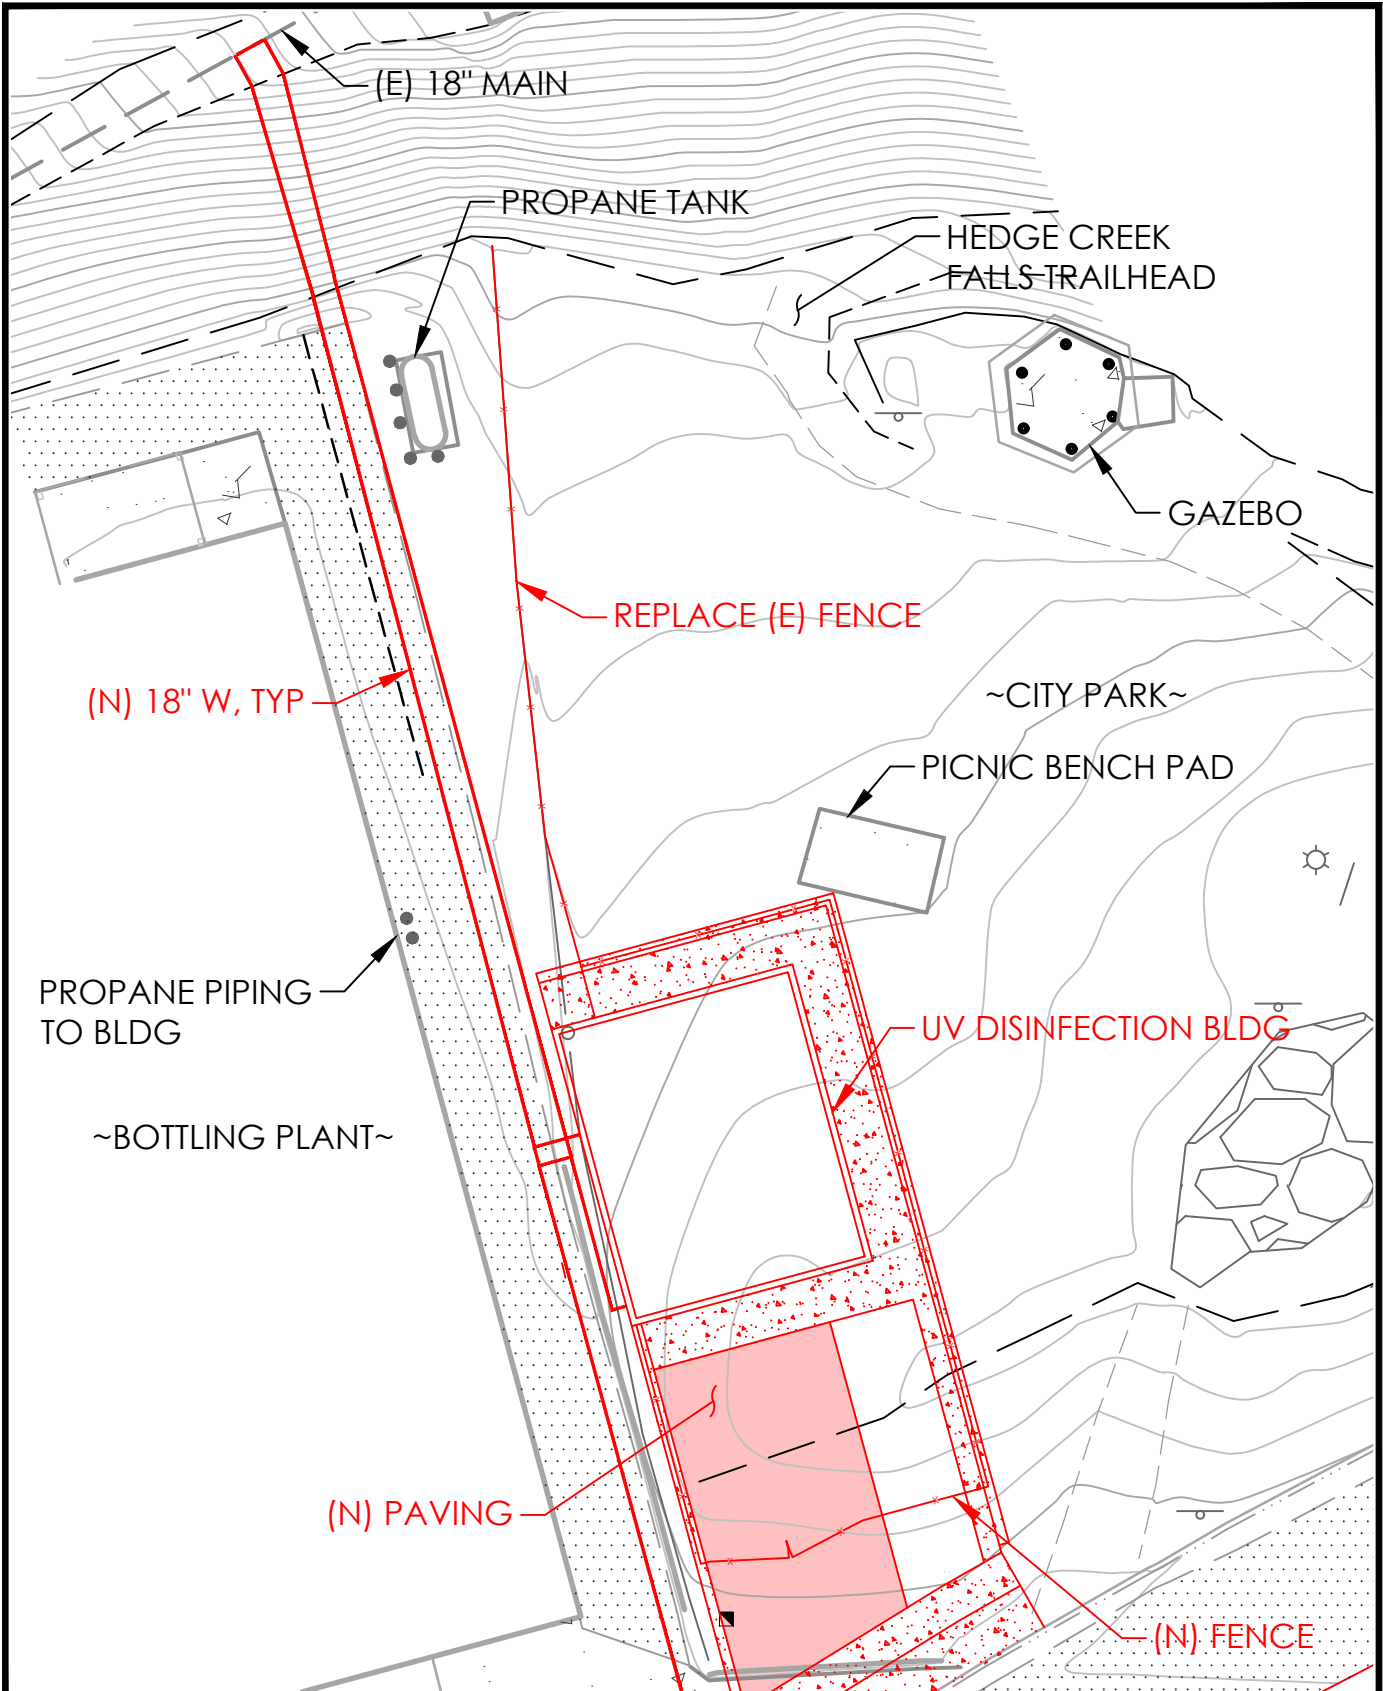 (E) 18" MAIN
PROPANE TANK
HEDGE CREEK
FALLS TRAILHEAD
GAZEBO
REPLACE (E) FENCE
(N) 18" W, TYP
~CITY PARK~
PICNIC BENCH PAD
PROPANE PIPING
TO BLDG
UV DISINFECTION BLDG
~BOTTLING PLANT~
(N) PAVING
(N) FENCE